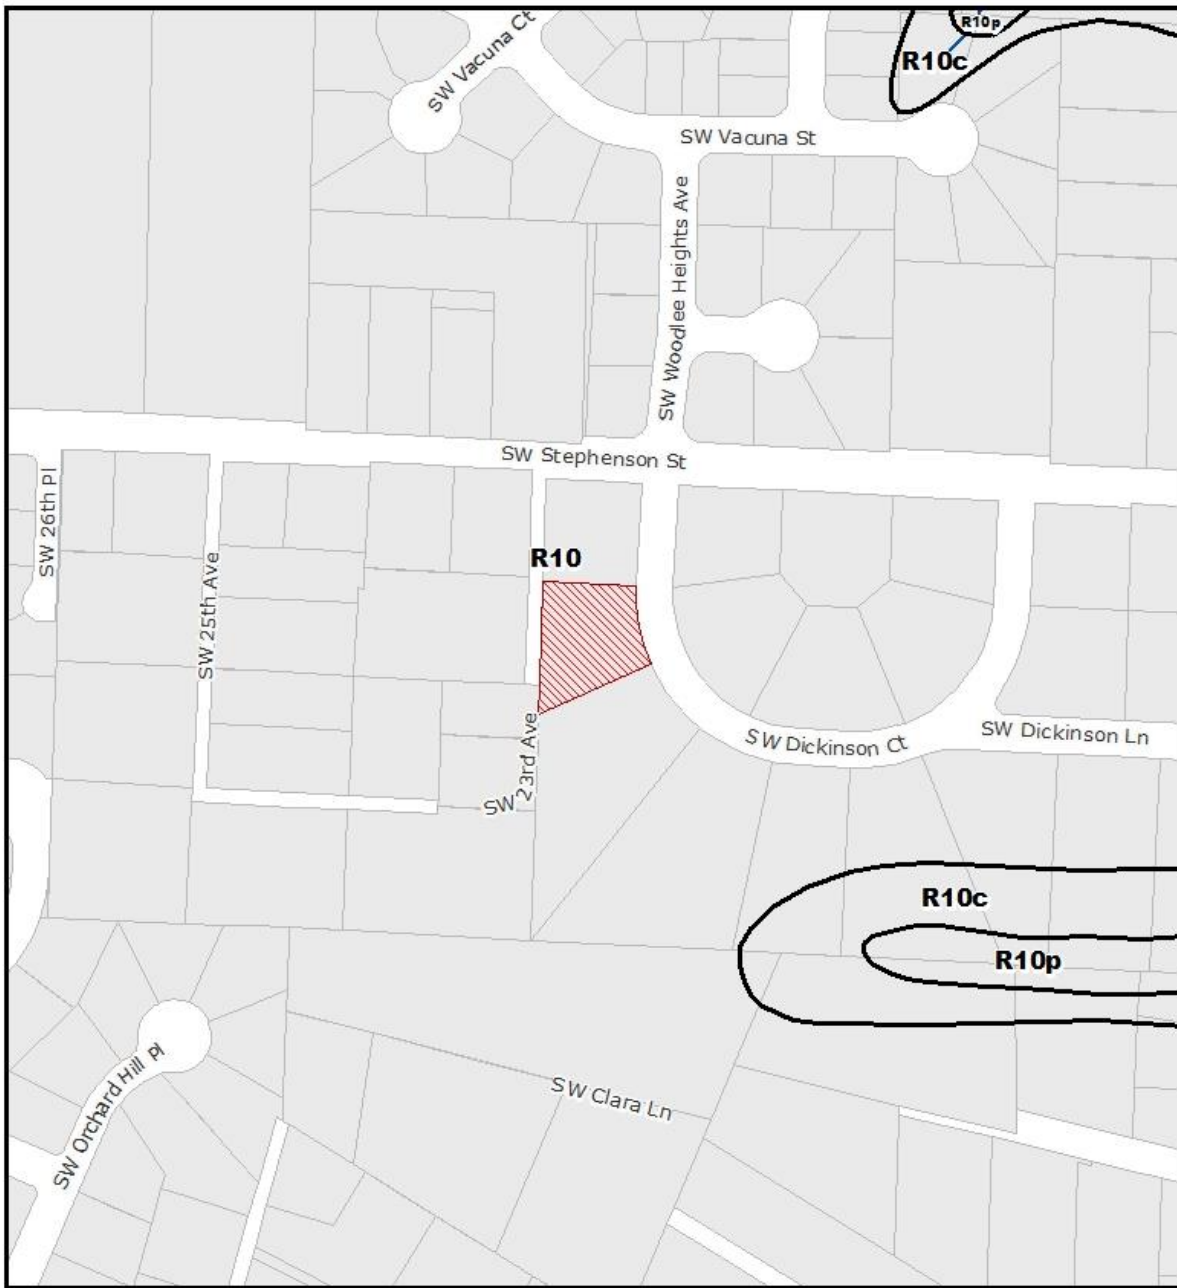 SW Vacuna Ct
R10p
R10c
SW Vacuna St
SW Woodlee Heights Ave
SW Stephenson St
SW 26th Pl
SW 25th Ave
R10
SW 23rd Ave
SW Dickinson Ct
SW Dickinson Ln
R10c
R10p
SW Orchard Hill Pl
SW Clara Ln